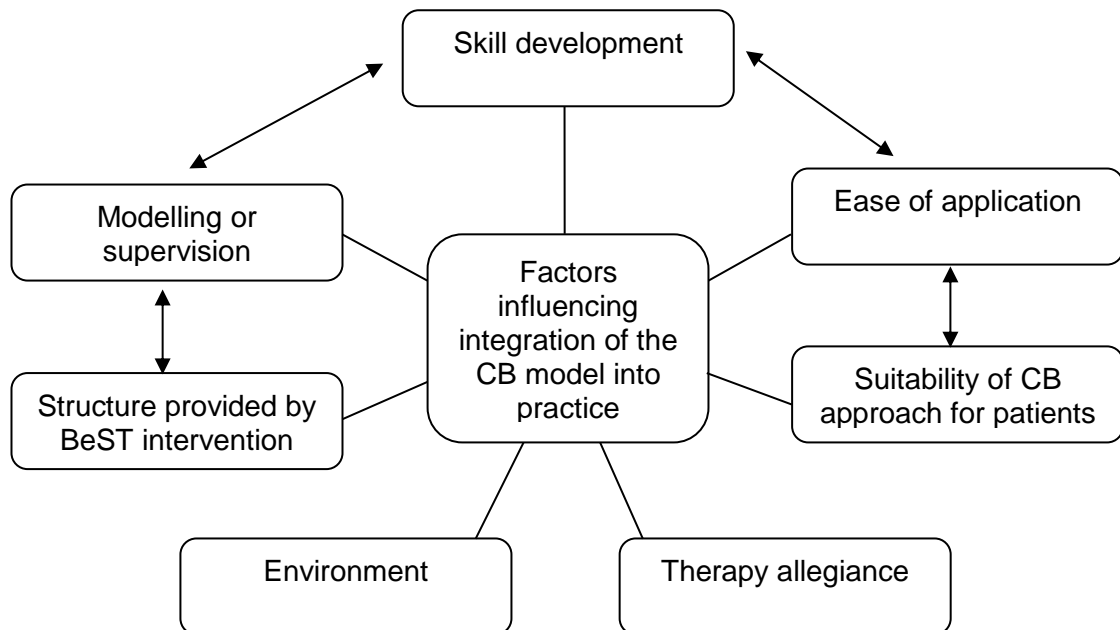 Skill development
Modelling or
supervision
Ease of application
Factors
influencing
integration of the
CB model into
practice
Structure provided by
BeST intervention
Suitability of CB
approach for patients
Environment
Therapy allegiance